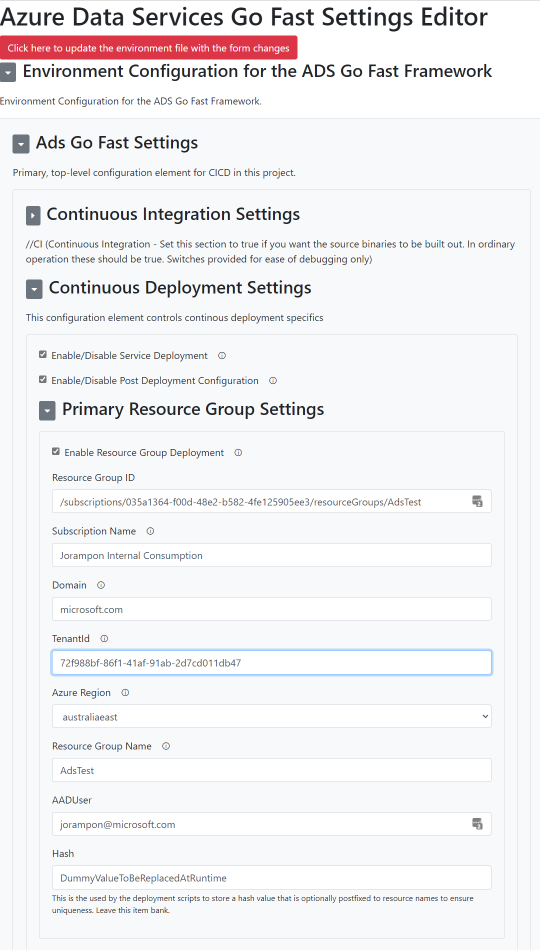 Azure Data Services Go Fast Settings Editor
Click here to update the environment file with the form changes
Environment Configuration for the ADS Go Fast Framework
Environment Configuration for the ADS Go Fast Framework.
Ads Go Fast Settings
Primary, top-level configuration element for CICD in this project.
Continuous Integration Settings
//CI (Continuous Integration - Set this section to true if you want the source binaries to be built out. In ordinary
operation these should be true. Switches provided for ease of debugging only)
Continuous Deployment Settings
This configuration element controls continous deployment specifics
Enable/Disable Service Deployment
Enable/Disable Post Deployment Configuration
Primary Resource Group Settings
Enable Resource Group Deployment
Resource Group ID
/subscriptions/035a1364-f00d-48e2-b582-4fe125905ee3/resourceGroups/AdsTest
Subscription Name
Jorampon Internal Consumption
Domain
microsoft.com
TenantId
72f988bf-86f1-41af-91ab-2d7cd011db47
Azure Region
australiaeast
Resource Group Name
AdsTest
AADUser
jorampon@microsoft.com
Hash
DummyValueToBeReplacedAtRuntime
This is the used by the deployment scripts to store a hash value that is optionally postfixed to resource names to ensure
uniqueness. Leave this item bank.